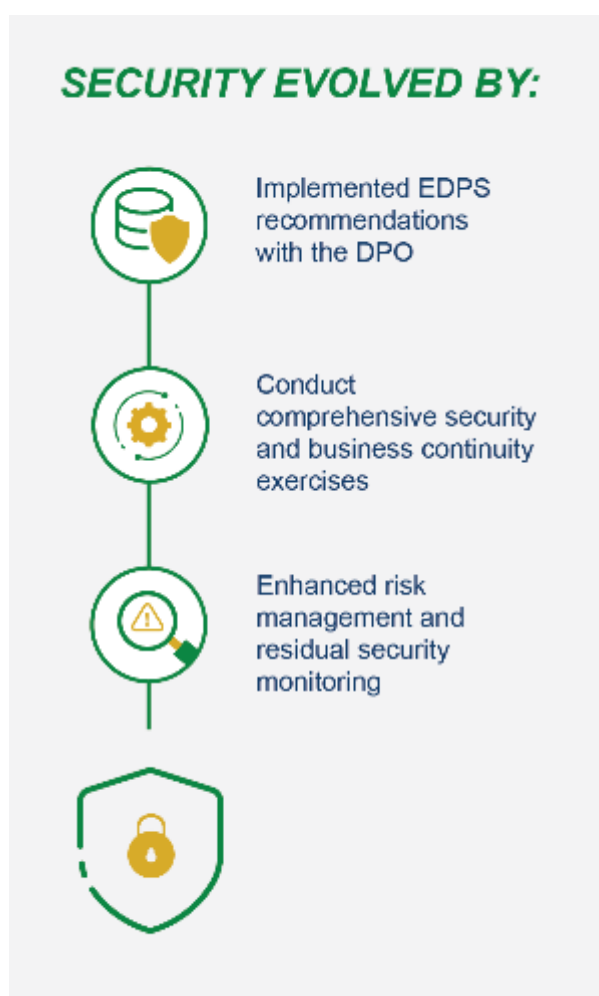 SECURITY EVOLVED BY:
Implemented EDPS
recommendations
with the DPO
Conduct
comprehensive security
and business continuity
exercises
Enhanced risk
management and
residual security
monitoring